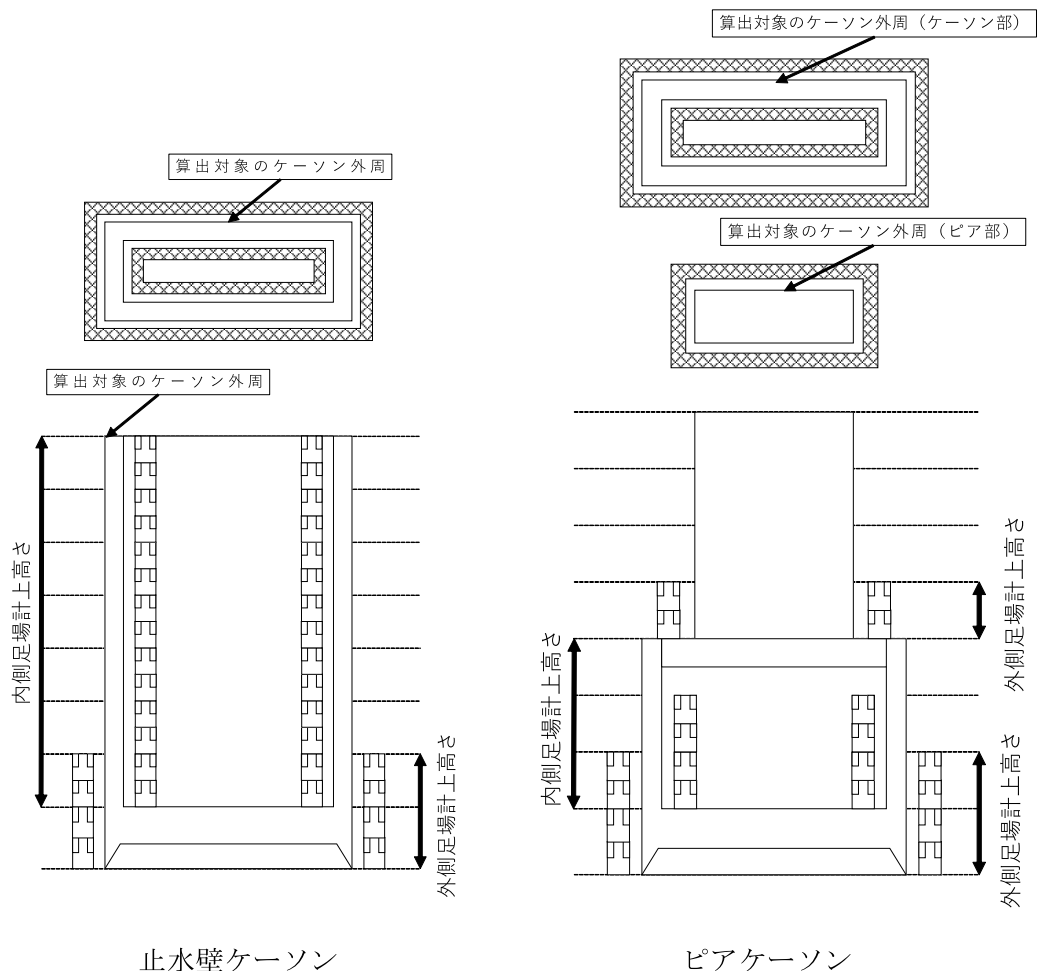 算出対象のケーソン外周（ケーソン部）
算出対象のケーソン外周
算出対象のケーソン外周（ピア部）
算出対象のケーソン外周
内側足場計上高さ
外側足場計上高さ
内側足場計上高さ
外側足場計上高さ
外側足場計上高さ
止水壁ケーソン
ピアケーソン